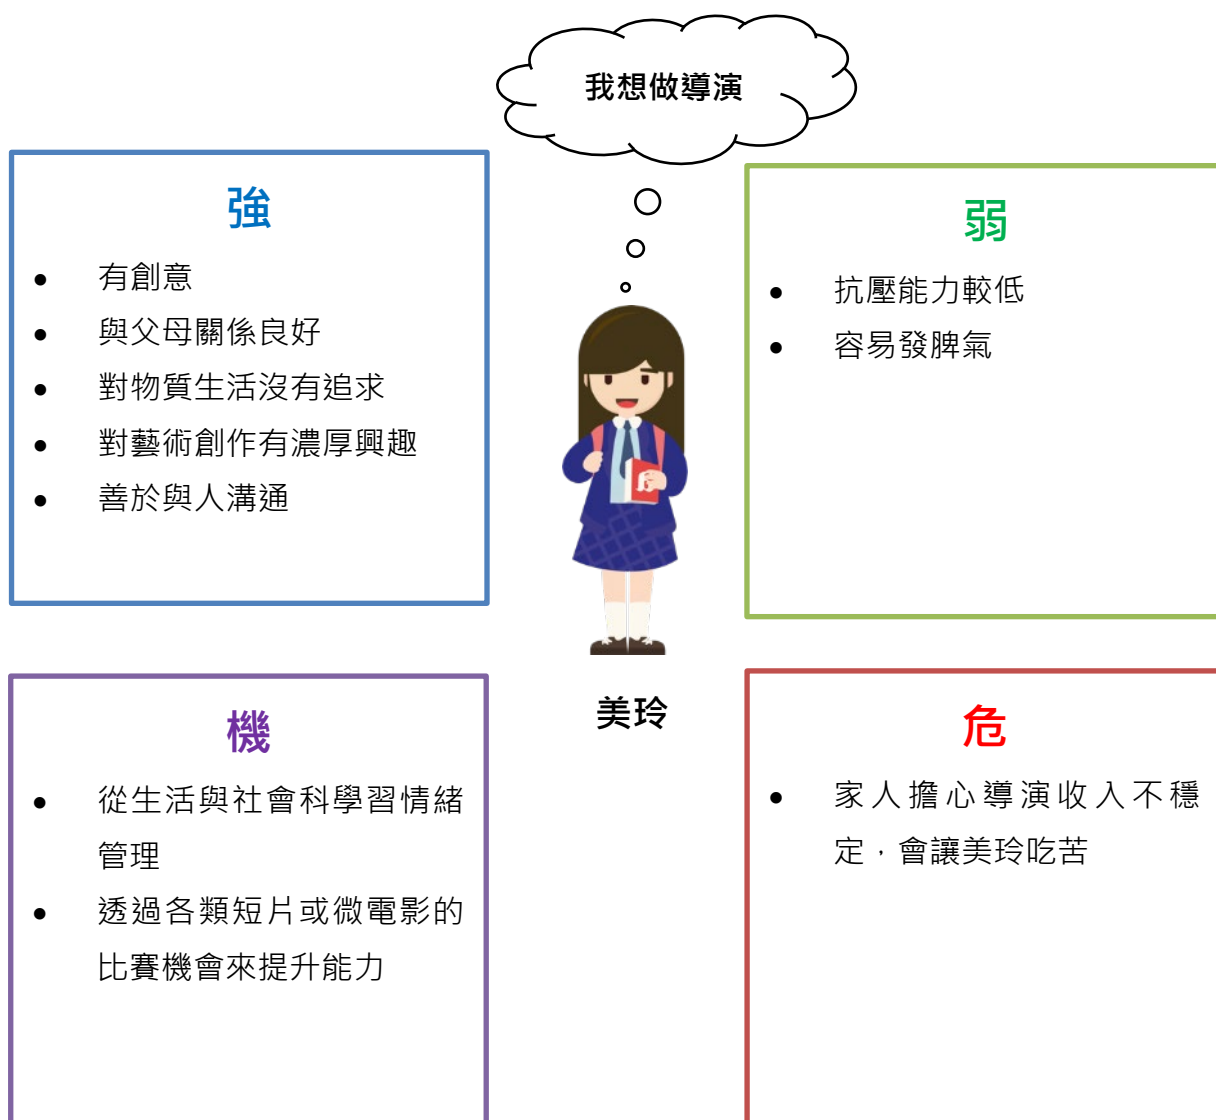 我想做導演
強
● 有創意
● 與父母關係良好
● 對物質生活沒有追求
● 對藝術創作有濃厚興趣
● 善於與人溝通
弱
● 抗壓能力較低
● 容易發脾氣
美玲
機
● 從生活與社會科學習情緒
管理
● 透過各類短片或微電影的
比賽機會來提升能力
危
● 家人擔心導演收入不穩
定，會讓美玲吃苦